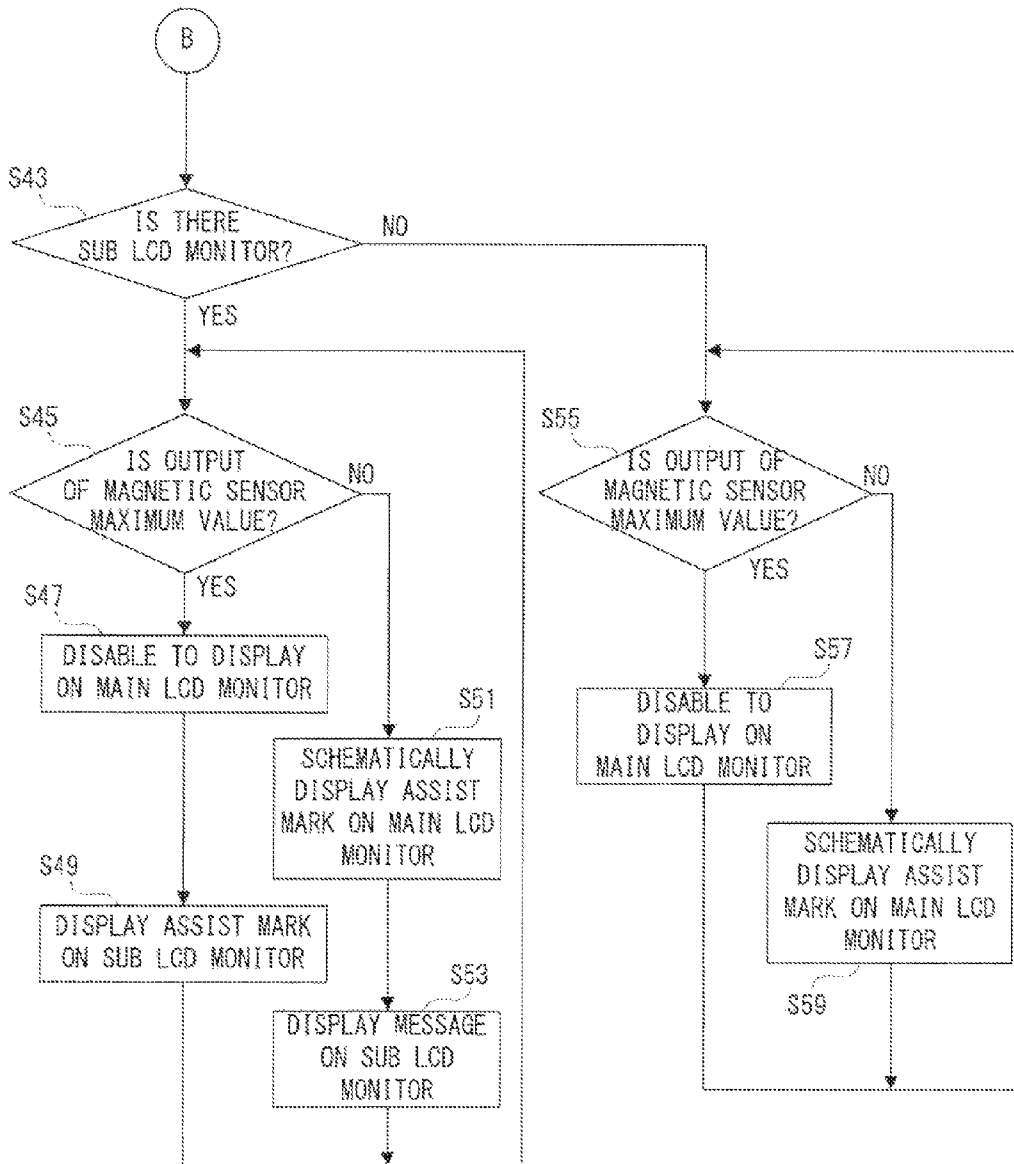 B
S43
IS THERE
SUB LCD MONITOR?
NO
YES
S45
IS OUTPUT
OF MAGNETIC SENSOR
MAXIMUM VALUE?
NO
YES
S55
IS OUTPUT OF
MAGNETIC SENSOR
MAXIMUM VALUE?
NO
YES
S47
DISABLE TO DISPLAY
ON MAIN LCD MONITOR
S51
SCHEMATICALLY
DISPLAY ASSIST
MARK ON MAIN LCD
MONITOR
S57
DISABLE TO
DISPLAY ON
MAIN LCD MONITOR
S49
DISPLAY ASSIST MARK
ON SUB LCD MONITOR
SCHEMATICALLY
DISPLAY ASSIST
MARK ON MAIN LCD
MONITOR
S59
S53
DISPLAY MESSAGE
ON SUB LCD
MONITOR